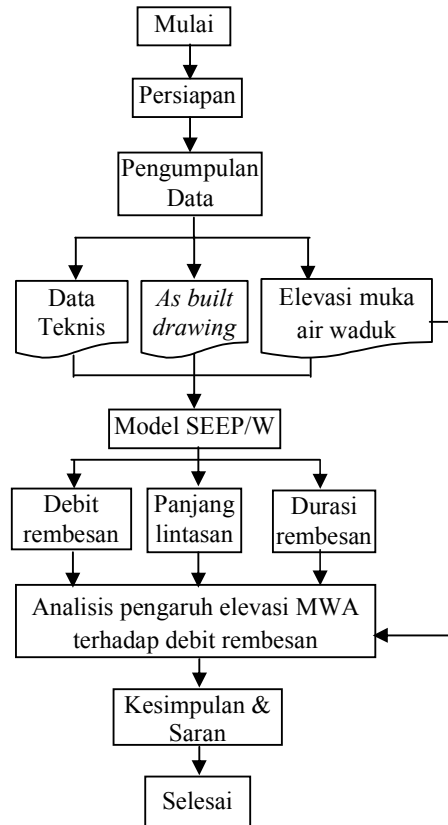 Mulai
Persiapan
Pengumpulan
Data
Data
Teknis
As built
drawing
Elevasi muka
air waduk
Model SEEP/W
Debit
rembesan
Panjang
lintasan
Durasi
rembesan
Analisis pengaruh elevasi MWA
terhadap debit rembesan
Kesimpulan &
Saran
Selesai